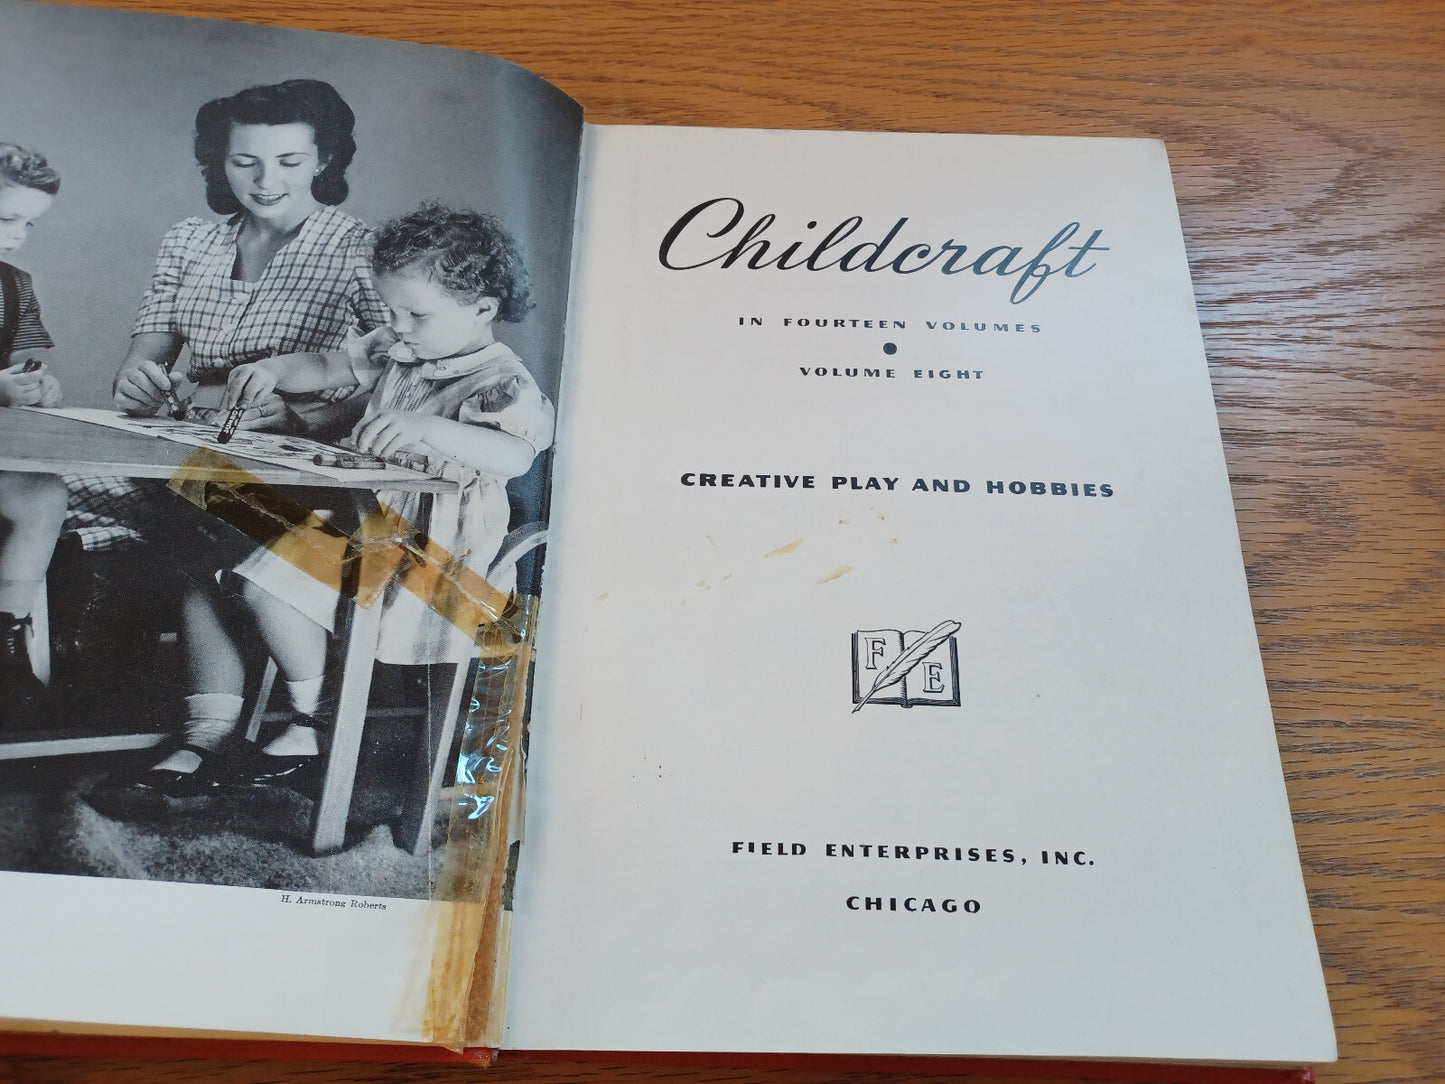 H. Armstrong Roberts
Childcraft
IN FOURTEEN VOLUMES
VOLUME EIGHT
CREATIVE PLAY AND HOBBIES
F E
FIELD ENTERPRISES, INC.
CHICAGO